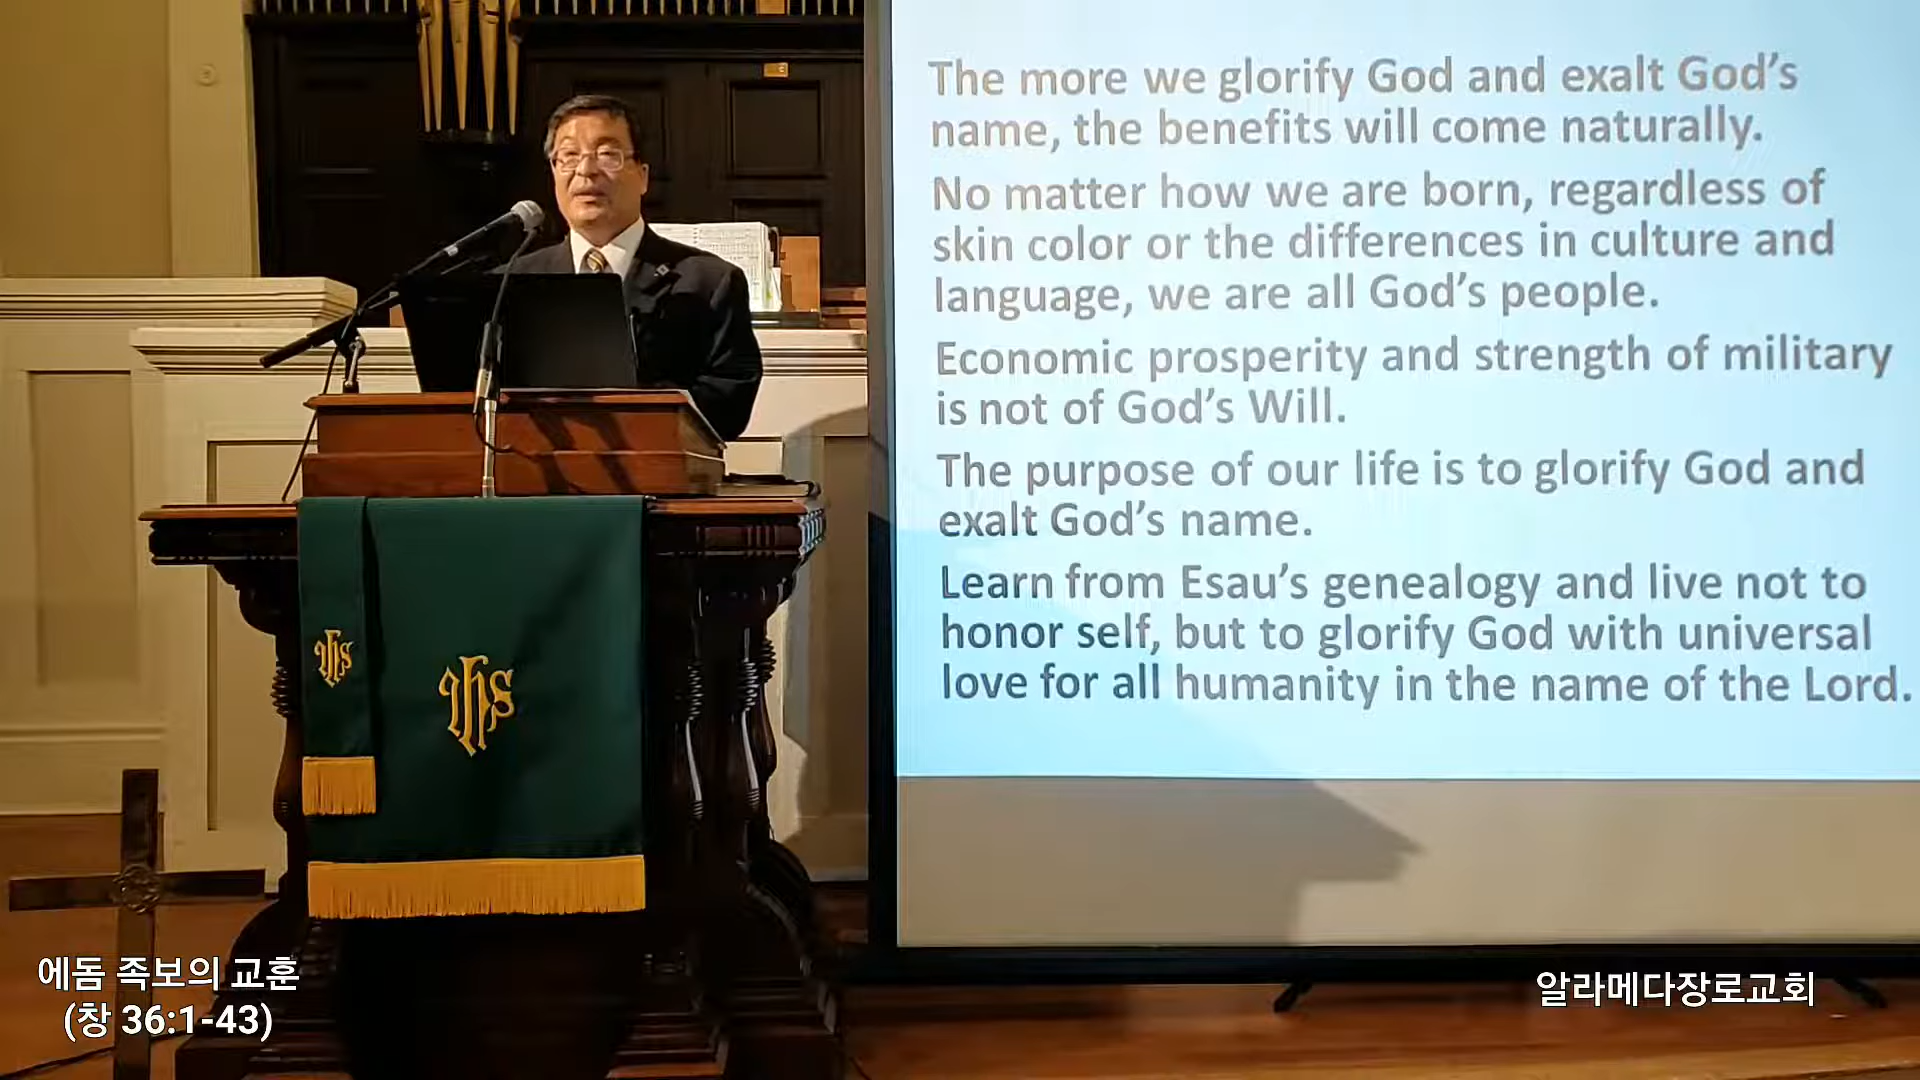 The more we glorify God and exalt God's
name, the benefits will come naturally.
No matter how we are born, regardless of
skin color or the differences in culture and
language, we are all God's people.
Economic prosperity and strength of military
is not of God's Will.
The purpose of our life is to glorify God and
exalt God's name.
Learn from Esau's genealogy and live not to
honor self, but to glorify God with universal
love for all humanity in the name of the Lord.
IHS
IHS
에돔 족보의 교훈
(창 36:1-43)
알라메다장로교회